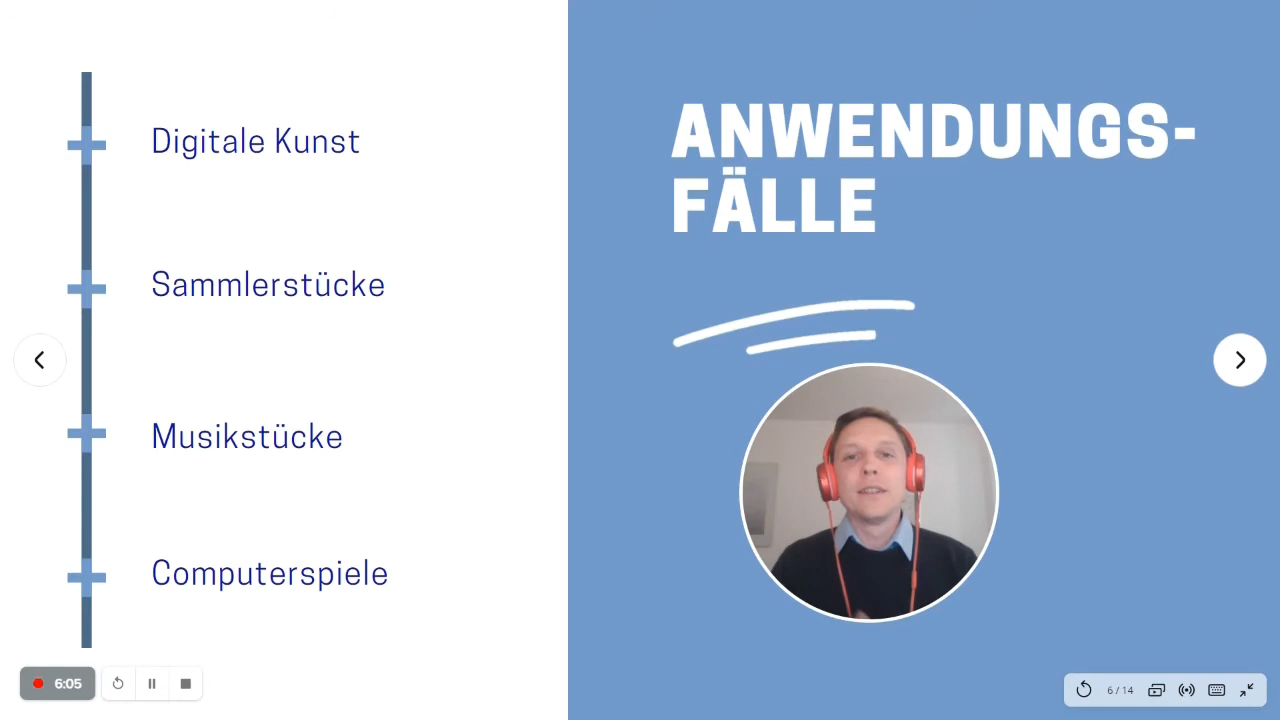 Digitale Kunst
Sammlerstücke
Musikstücke
Computerspiele
ANWENDUNGS-
FÄLLE
6:05
6 / 14